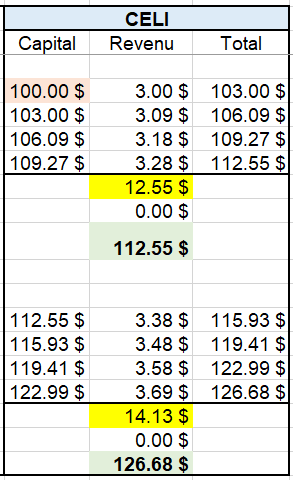 CELI
Capital Revenu Total
100.00 $ 3.00 $ 103.00 $
103.00 $ 3.09 $ 106.09 $
106.09 $ 3.18 $ 109.27 $
109.27 $ 3.28 $ 112.55 $
12.55 $
0.00 $
112.55 $
112.55 $ 3.38 $ 115.93 $
115.93 $ 3.48 $ 119.41 $
119.41 $ 3.58 $ 122.99 $
122.99 $ 3.69 $ 126.68 $
14.13 $
0.00 $
126.68 $